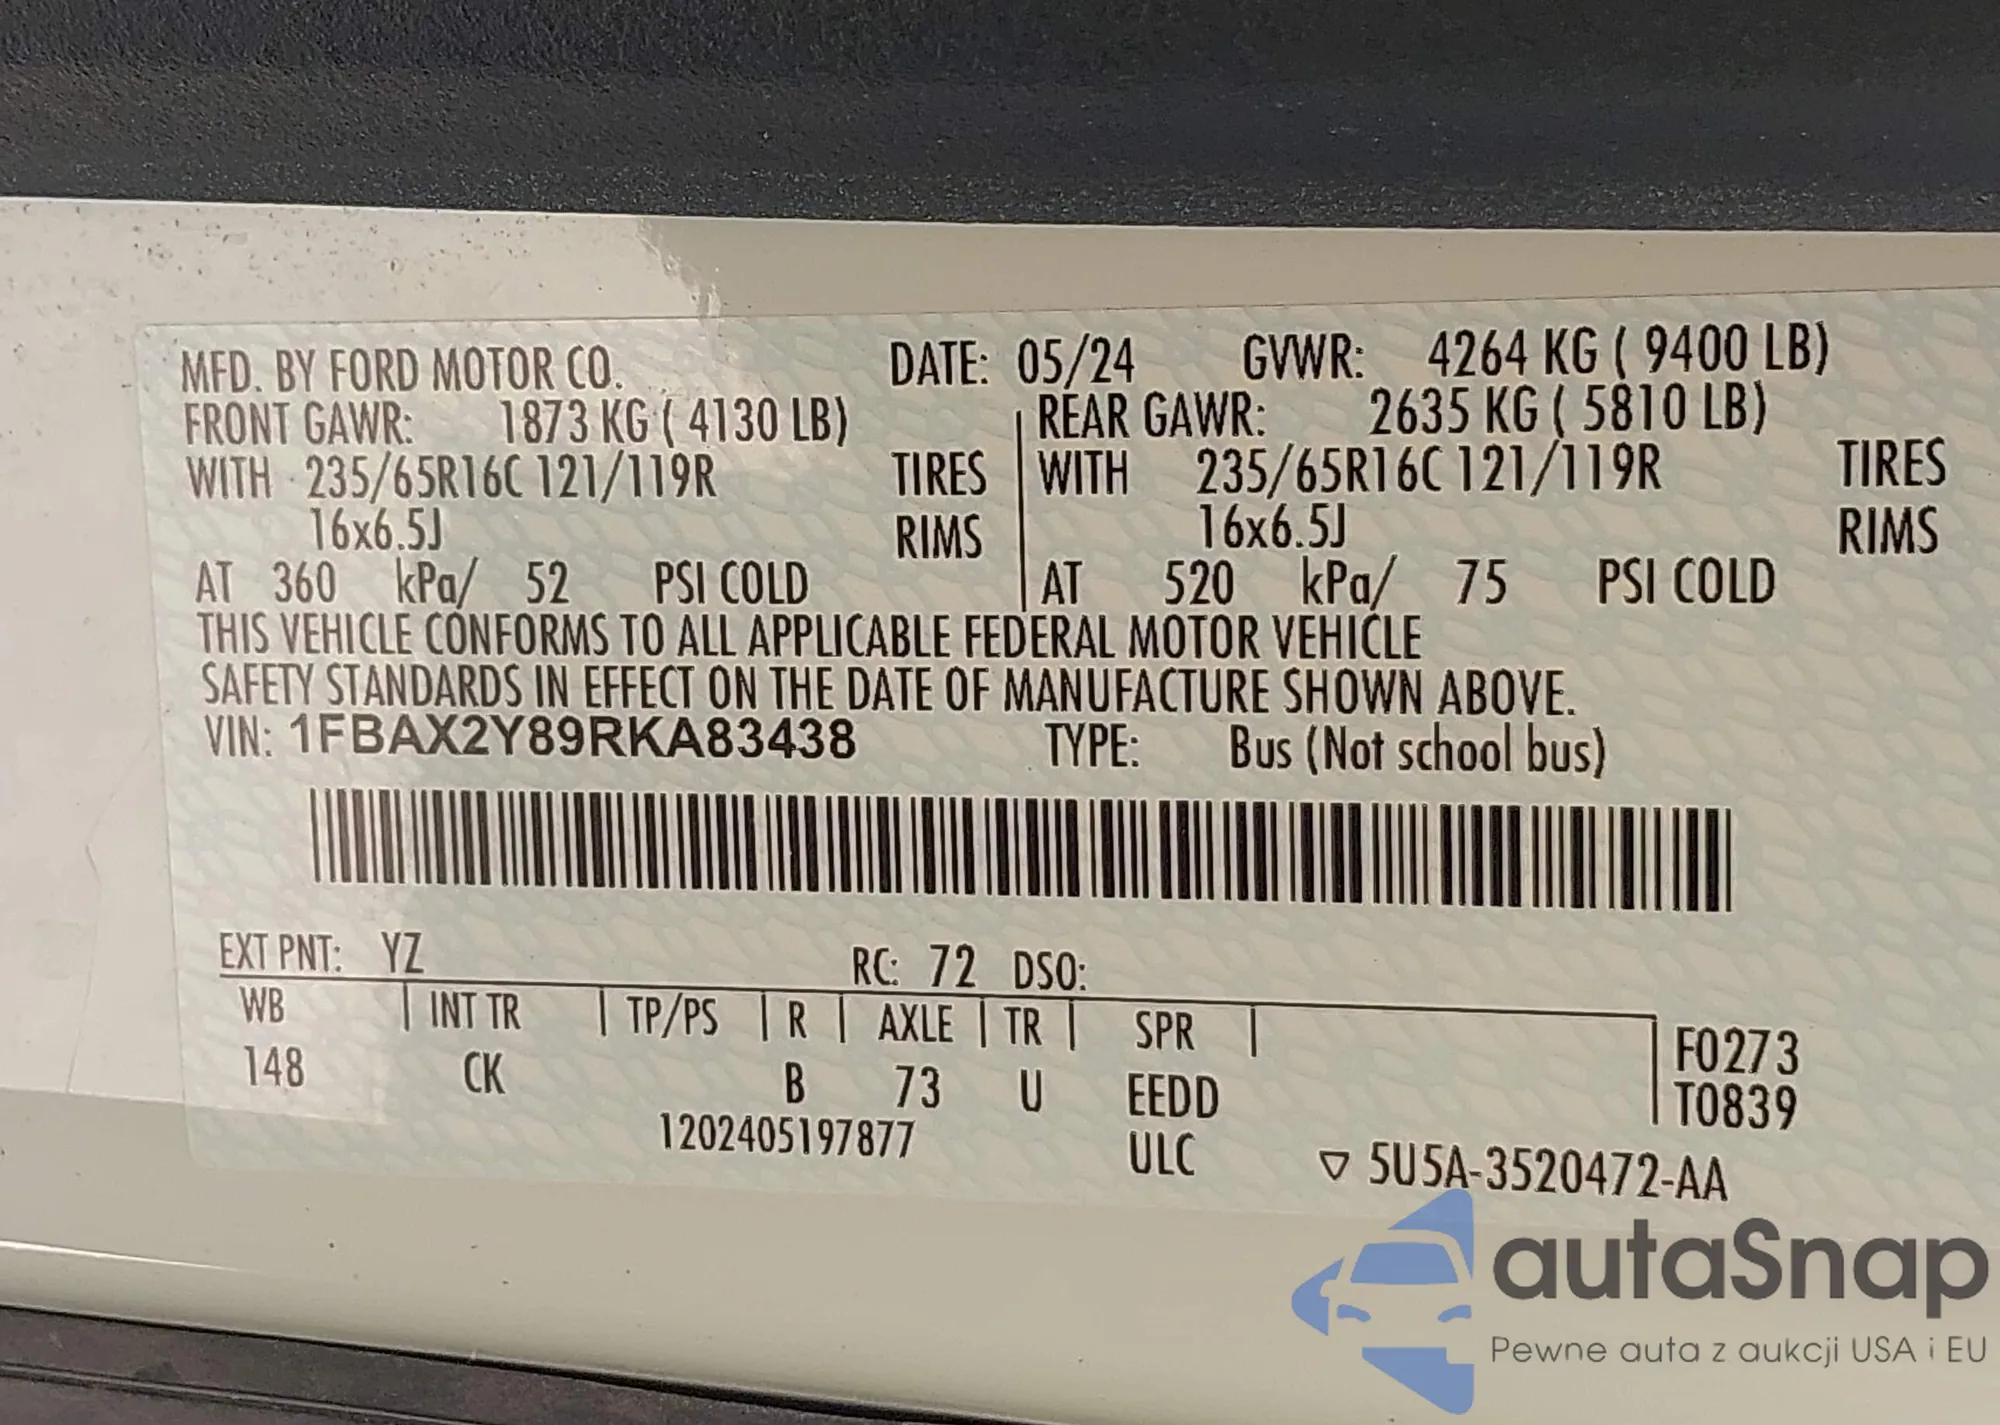 MFD. BY FORD MOTOR CO. DATE: 05/24 GVWR: 4264 KG ( 9400 LB)
FRONT GAWR: 1873 KG ( 4130 LB) REAR GAWR: 2635 KG ( 5810 LB)
WITH 235/65R16C 121/119R TIRES WITH 235/65R16C 121/119R TIRES
16x6.5J RIMS 16x6.5J RIMS
AT 360 kPa/ 52 PSI COLD AT 520 kPa/ 75 PSI COLD
THIS VEHICLE CONFORMS TO ALL APPLICABLE FEDERAL MOTOR VEHICLE
SAFETY STANDARDS IN EFFECT ON THE DATE OF MANUFACTURE SHOWN ABOVE.
VIN: 1FBAX2Y89RKA83438 TYPE: Bus (Not school bus)
EXT PNT: YZ RC: 72 DSO:
WB | INT TR | TP/PS | R | AXLE | TR | SPR |
F0273
148 CK B 73 U EEDD
T0839
1202405197877 ULC ▽ 5U5A-3520472-AA
autaSnap
Pewne auta z aukcji USA i EU